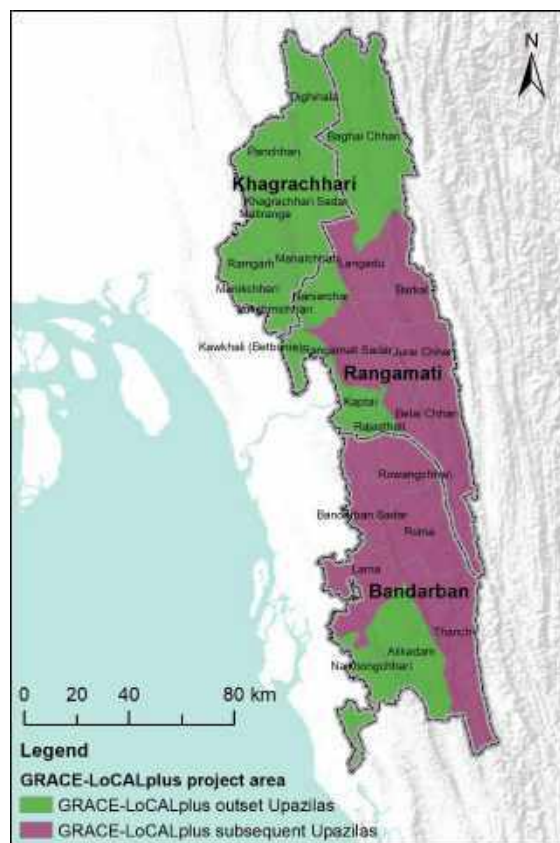 N
Dighinala
Baghai Chhari
Panchhari
Khagrachhari
Khagrachhari Sadar
Matiranga
Ramgarh
Mahalchhari
Langadu
Manikchhari
Naniarchar
Barkal
Lakshmichhari
Kawkhali (Betbunia)
Rangamati Sadar
Jurai Chhari
Rangamati
Kaptai
Belai Chhari
Rajasthali
Rowangchhari
Bandarban Sadar
Ruma
Lama
Bandarban
Thanchi
Alikadam
Naikhongchhari
0 20 40 80 km
Legend
GRACE-LoCALplus project area
GRACE-LoCALplus outset Upazilas
GRACE-LoCALplus subsequent Upazilas